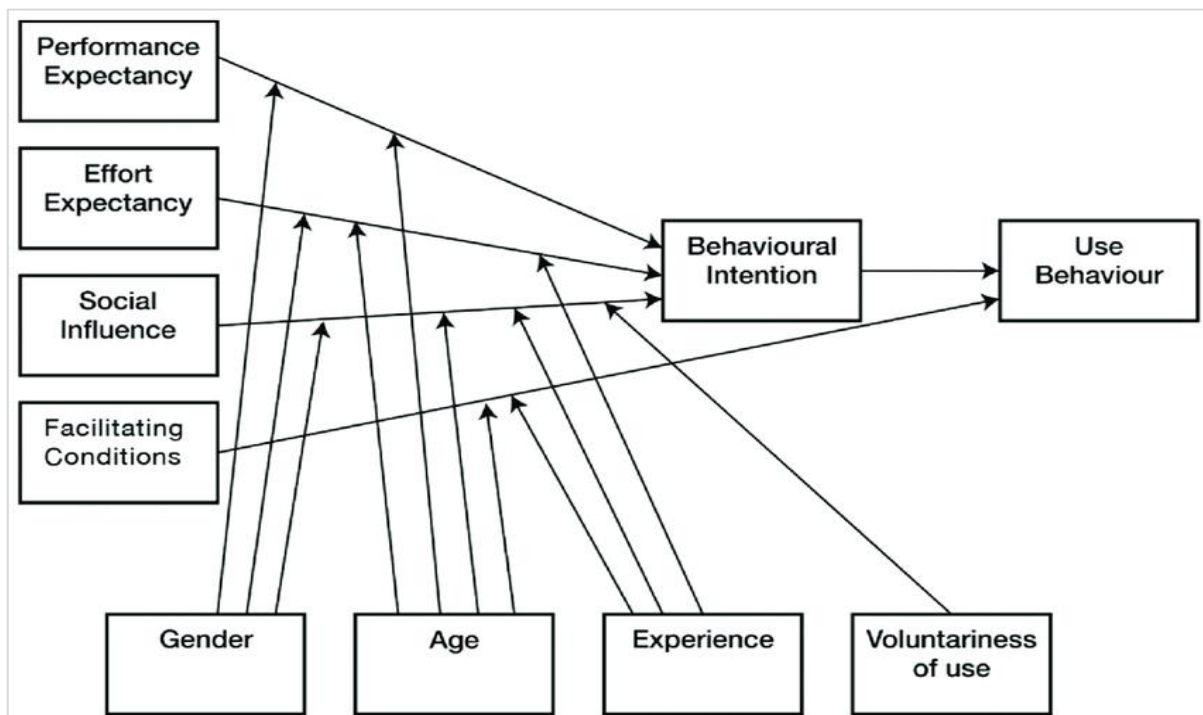 Performance
Expectancy
Effort
Expectancy
Social
Influence
Facilitating
Conditions
Behavioural
Intention
Use
Behaviour
Gender
Age
Experience
Voluntariness
of use